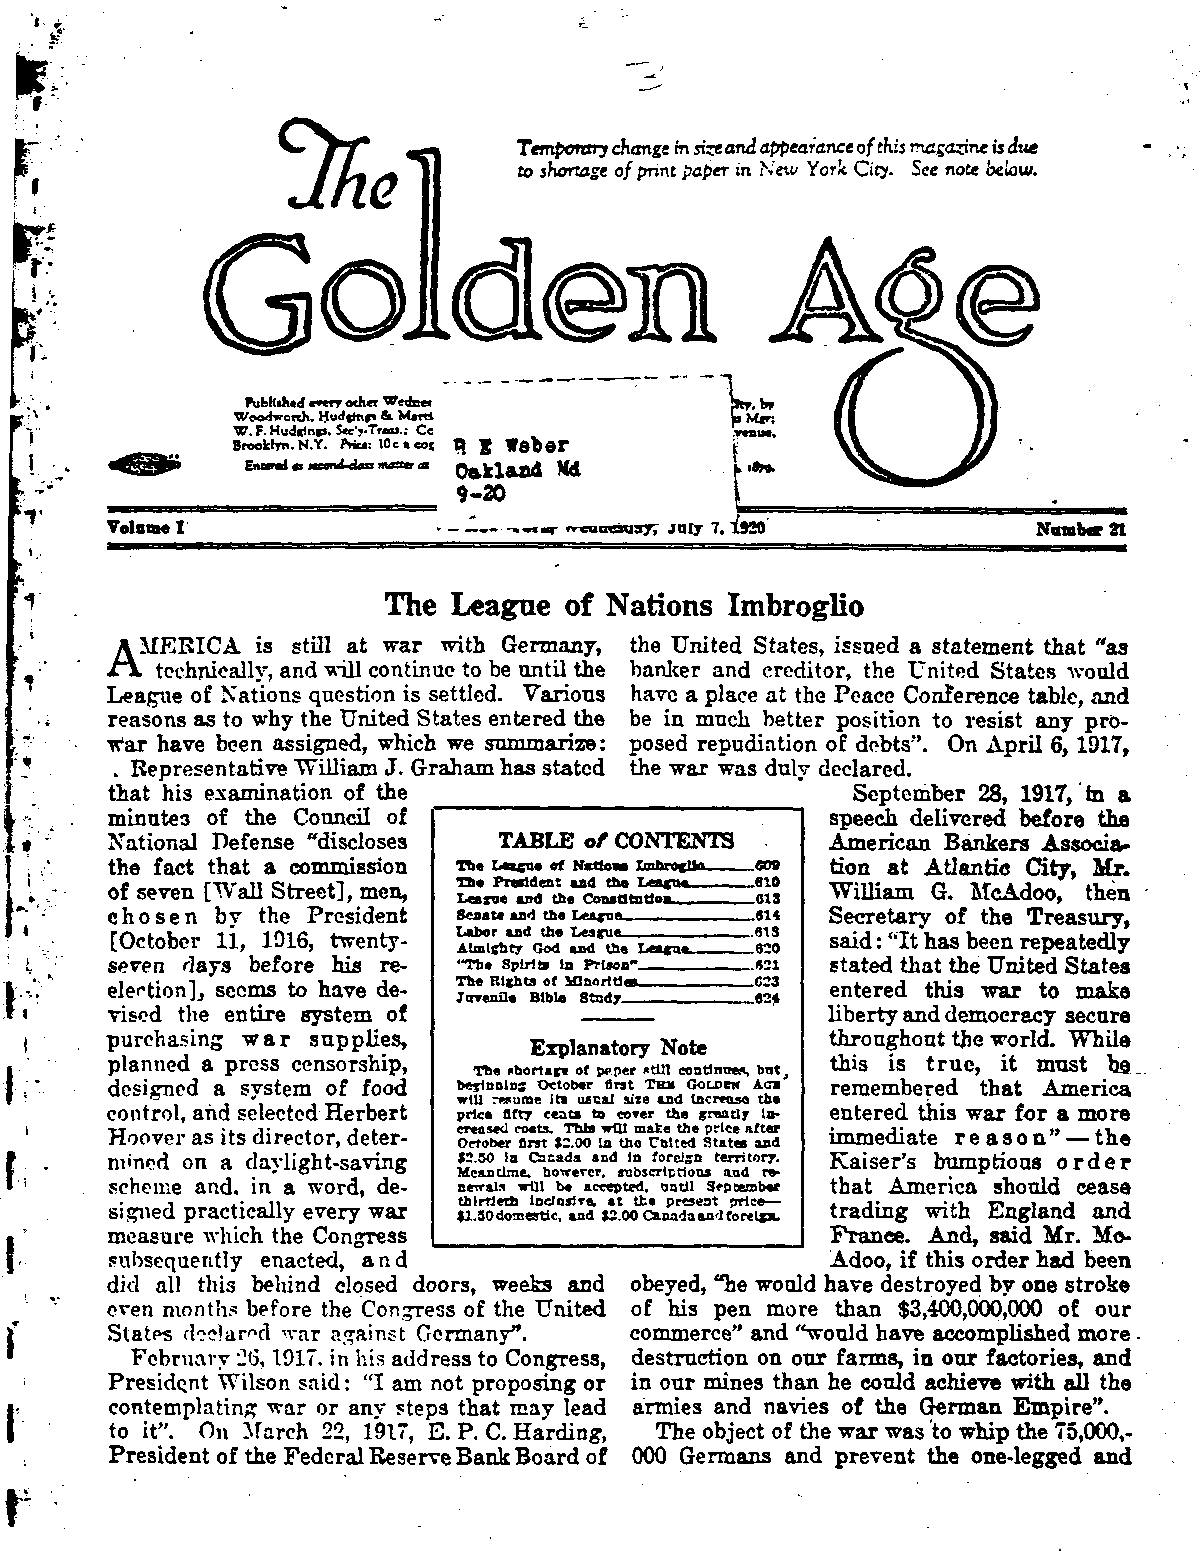 Temporary change in size and appearance of this magazine is due
to shortage of print paper in New York City. See note below.
The
Golden Age
Published every other Wednes
Woodworth, Hudgings & Marti
W. F. Hudgings, Sec'y-Treas.; Co
Brooklyn, N.Y. Price: 10c a cop
Entered as second-class matter at
R E Weber
Oakland Md
9-20
ity, by
venue,
1879.
Volume I
Wednesday, July 7, 1920
Number 21
The League of Nations Imbroglio
AMERICA is still at war with Germany,
technically, and will continue to be until the
League of Nations question is settled. Various
reasons as to why the United States entered the
war have been assigned, which we summarize:
Representative William J. Graham has stated
that his examination of the
minutes of the Council of
National Defense "discloses
the fact that a commission
of seven [Wall Street], men,
chosen by the President
[October 11, 1916, twenty-
seven days before his re-
election], seems to have de-
vised the entire system of
purchasing war supplies,
planned a press censorship,
designed a system of food
control, and selected Herbert
Hoover as its director, deter-
mined on a daylight-saving
scheme and, in a word, de-
signed practically every war
measure which the Congress
subsequently enacted, and
did all this behind closed doors, weeks and
even months before the Congress of the United
States declared war against Germany".
February 26, 1917, in his address to Congress,
President Wilson said: "I am not proposing or
contemplating war or any steps that may lead
to it". On March 22, 1917, E. P. C. Harding,
President of the Federal Reserve Bank Board of
TABLE of CONTENTS
The League of Nations Imbroglio 609
The President and the League 610
League and the Constitution 613
Senate and the League 614
Labor and the League 618
Almighty God and the League 620
"The Spirits in Prison" 621
The Rights of Minorities 623
Juvenile Bible Study 624
Explanatory Note
The shortage of paper still continues, but,
beginning October first THE GOLDEN AGE
will resume its usual size and increase the
price fifty cents to cover the greatly in-
creased costs. This will make the price after
October first $2.00 in the United States and
$2.50 in Canada and in foreign territory.
Meantime, however, subscriptions and re-
newals will be accepted, until September
thirtieth inclusive, at the present price—
$1.50 domestic, and $2.00 Canada and foreign.
the United States, issued a statement that "as
banker and creditor, the United States would
have a place at the Peace Conference table, and
be in much better position to resist any pro-
posed repudiation of debts". On April 6, 1917,
the war was duly declared.
September 28, 1917, in a
speech delivered before the
American Bankers Associa-
tion at Atlantic City, Mr.
William G. McAdoo, then
Secretary of the Treasury,
said: "It has been repeatedly
stated that the United States
entered this war to make
liberty and democracy secure
throughout the world. While
this is true, it must be
remembered that America
entered this war for a more
immediate reason"—the
Kaiser's bumptious order
that America should cease
trading with England and
France. And, said Mr. Mc-
Adoo, if this order had been
obeyed, "he would have destroyed by one stroke
of his pen more than $3,400,000,000 of our
commerce" and "would have accomplished more
destruction on our farms, in our factories, and
in our mines than he could achieve with all the
armies and navies of the German Empire".
The object of the war was to whip the 75,000,-
000 Germans and prevent the one-legged and